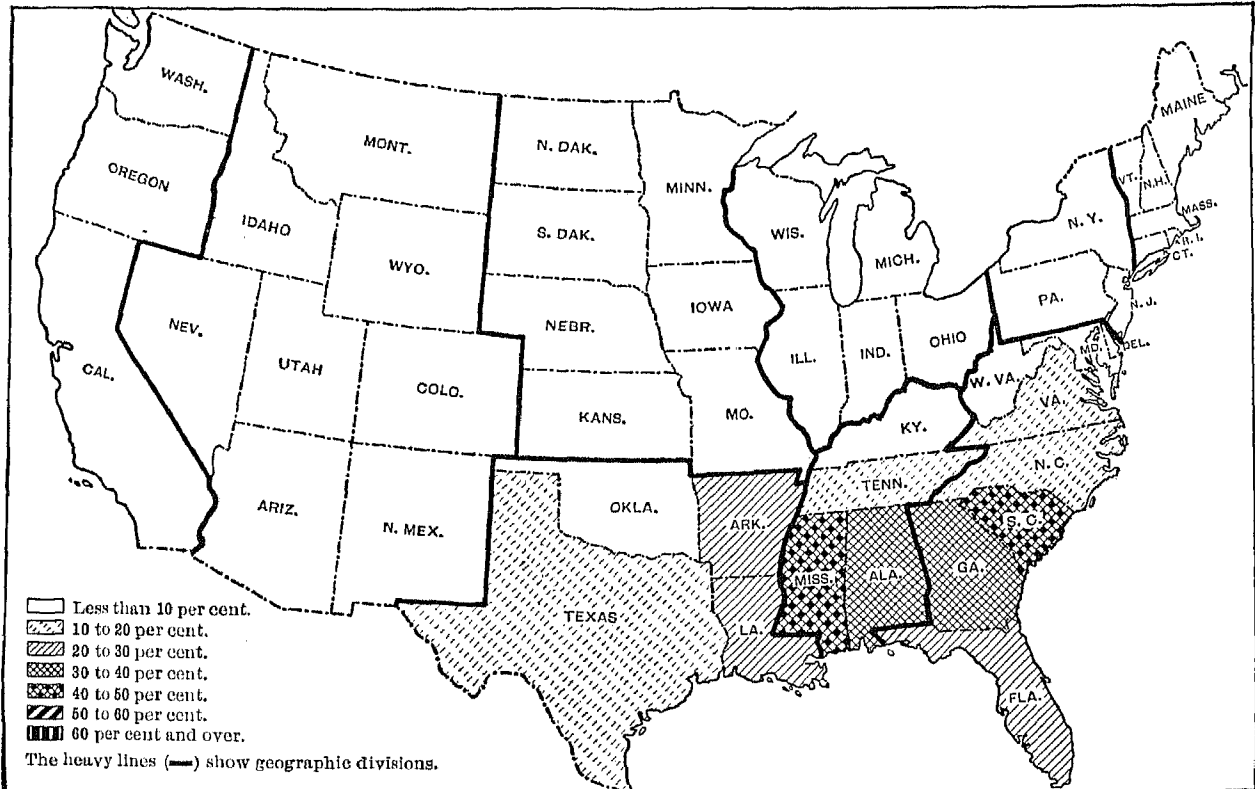 WASH.
MONT.
N. DAK.
MINN.
MAINE
OREGON
IDAHO
S. DAK.
WIS.
MICH.
N.Y.
VT.
N.H.
MASS.
R. I.
CT.
WYO.
NEBR.
IOWA
PA.
N. J.
NEV.
UTAH
COLO.
ILL.
IND.
OHIO
MD.
DEL.
CAL.
KANS.
MO.
W. VA.
VA.
KY.
ARIZ.
N. MEX.
OKLA.
ARK.
TENN.
N. C.
S. C.
MISS.
ALA.
GA.
TEXAS
LA.
FLA.
Less than 10 per cent.
10 to 20 per cent.
20 to 30 per cent.
30 to 40 per cent.
40 to 50 per cent.
50 to 60 per cent.
60 per cent and over.
The heavy lines (▬) show geographic divisions.